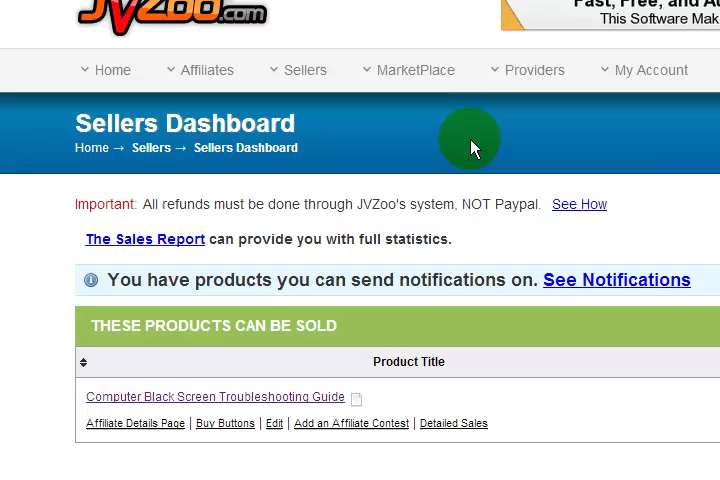 JVZoo.com
Fast, Free, and
This Software Mak
Home Affiliates Sellers MarketPlace Providers My Account
Sellers Dashboard
Home → Sellers → Sellers Dashboard
Important: All refunds must be done through JVZoo's system, NOT Paypal. See How
The Sales Report can provide you with full statistics.
You have products you can send notifications on. See Notifications
THESE PRODUCTS CAN BE SOLD
Product Title
Computer Black Screen Troubleshooting Guide
Affiliate Details Page | Buy Buttons | Edit | Add an Affiliate Contest | Detailed Sales